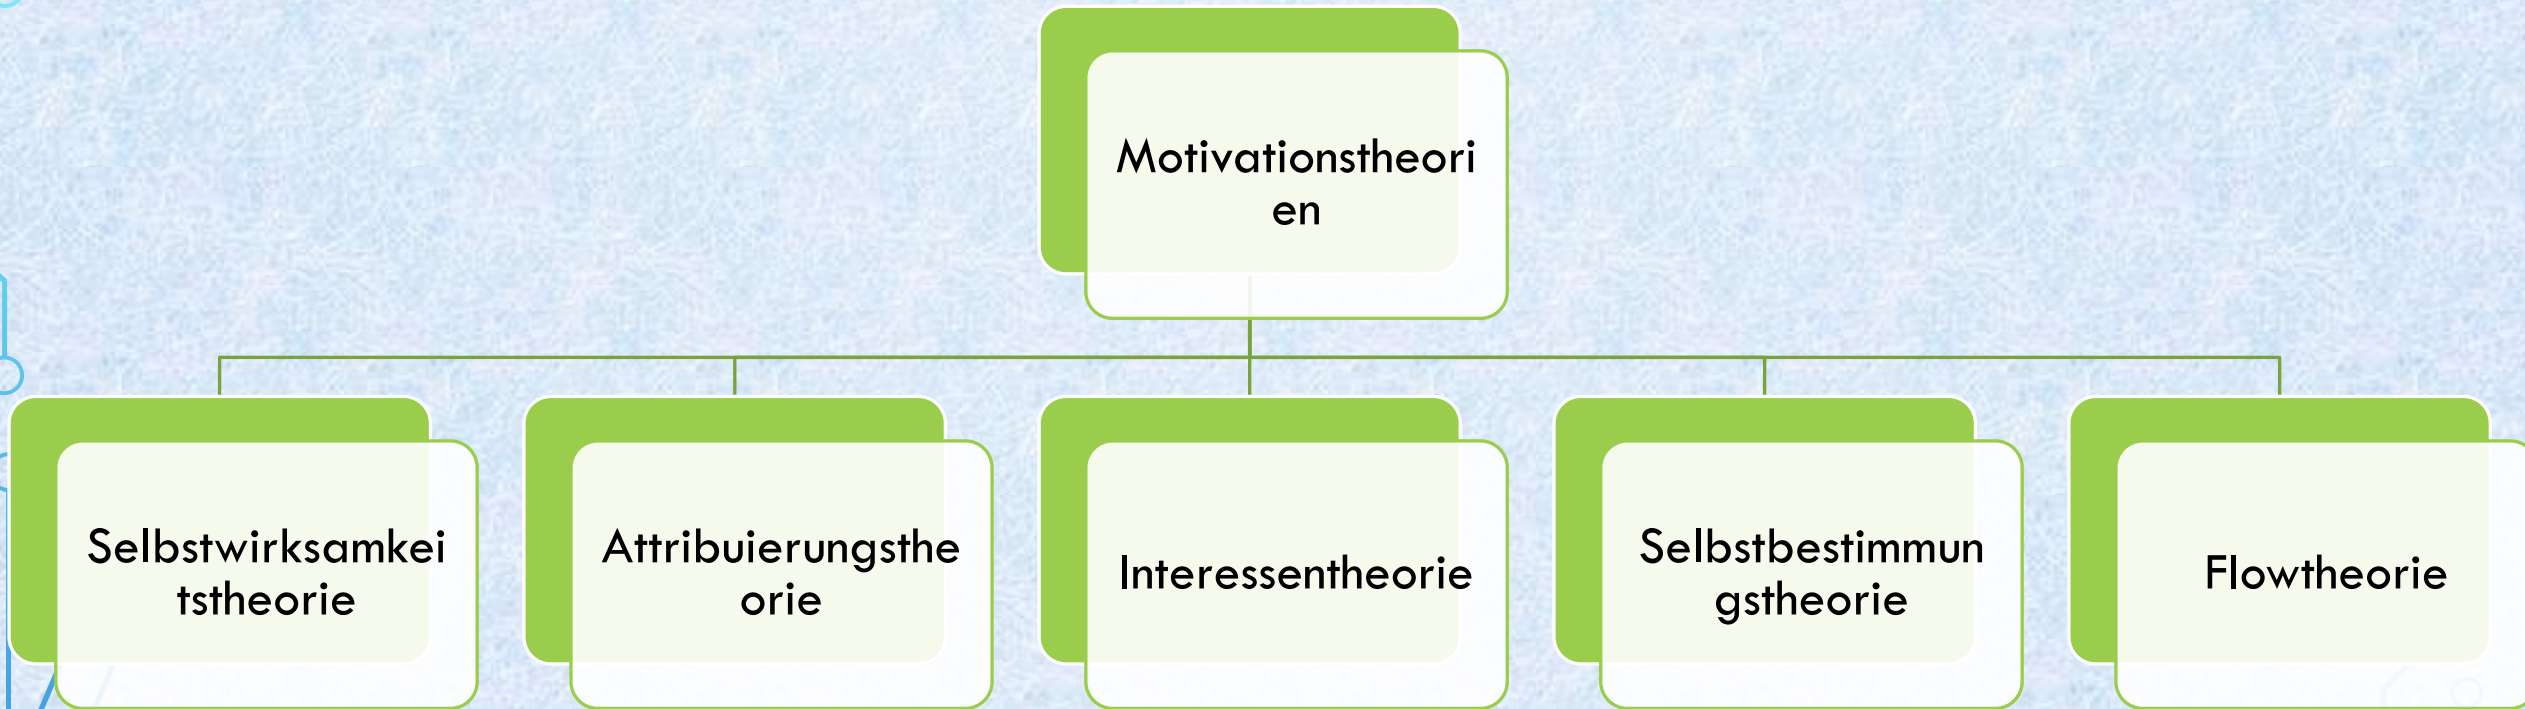 Motivationstheori
en
Selbstwirksamkei
tstheorie
Attribuierungsthe
orie
Interessentheorie
Selbstbestimmun
gstheorie
Flowtheorie